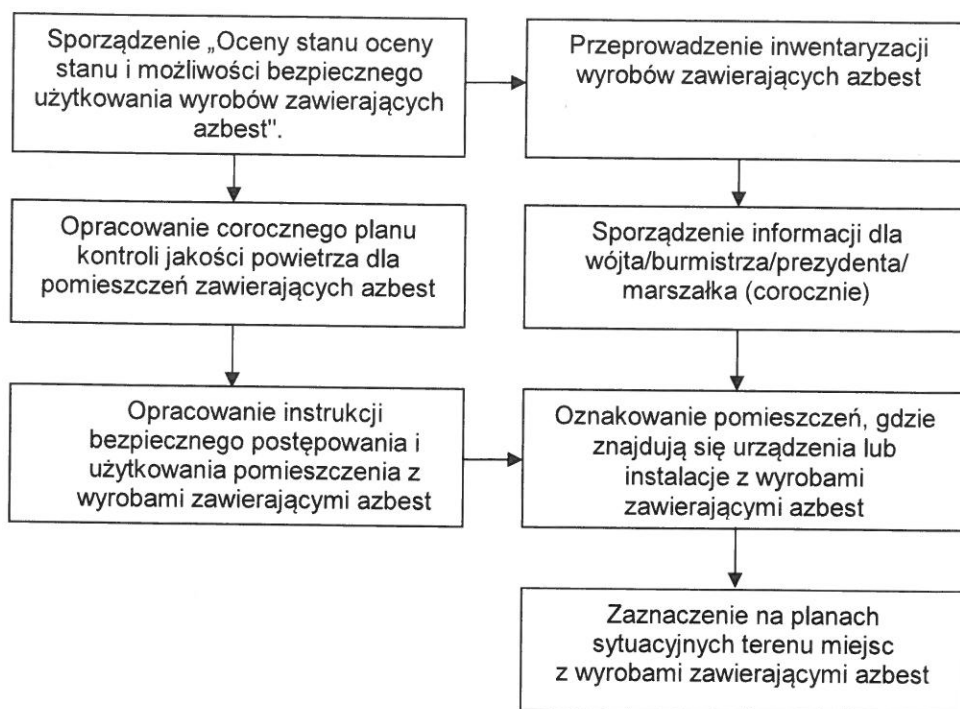 Sporządzenie „Oceny stanu oceny
stanu i możliwości bezpiecznego
użytkowania wyrobów zawierających
azbest".
Przeprowadzenie inwentaryzacji
wyrobów zawierających azbest
Opracowanie corocznego planu
kontroli jakości powietrza dla
pomieszczeń zawierających azbest
Sporządzenie informacji dla
wójta/burmistrza/prezydenta/
marszałka (corocznie)
Opracowanie instrukcji
bezpiecznego postępowania i
użytkowania pomieszczenia z
wyrobami zawierającymi azbest
Oznakowanie pomieszczeń, gdzie
znajdują się urządzenia lub
instalacje z wyrobami
zawierającymi azbest
Zaznaczenie na planach
sytuacyjnych terenu miejsc
z wyrobami zawierającymi azbest